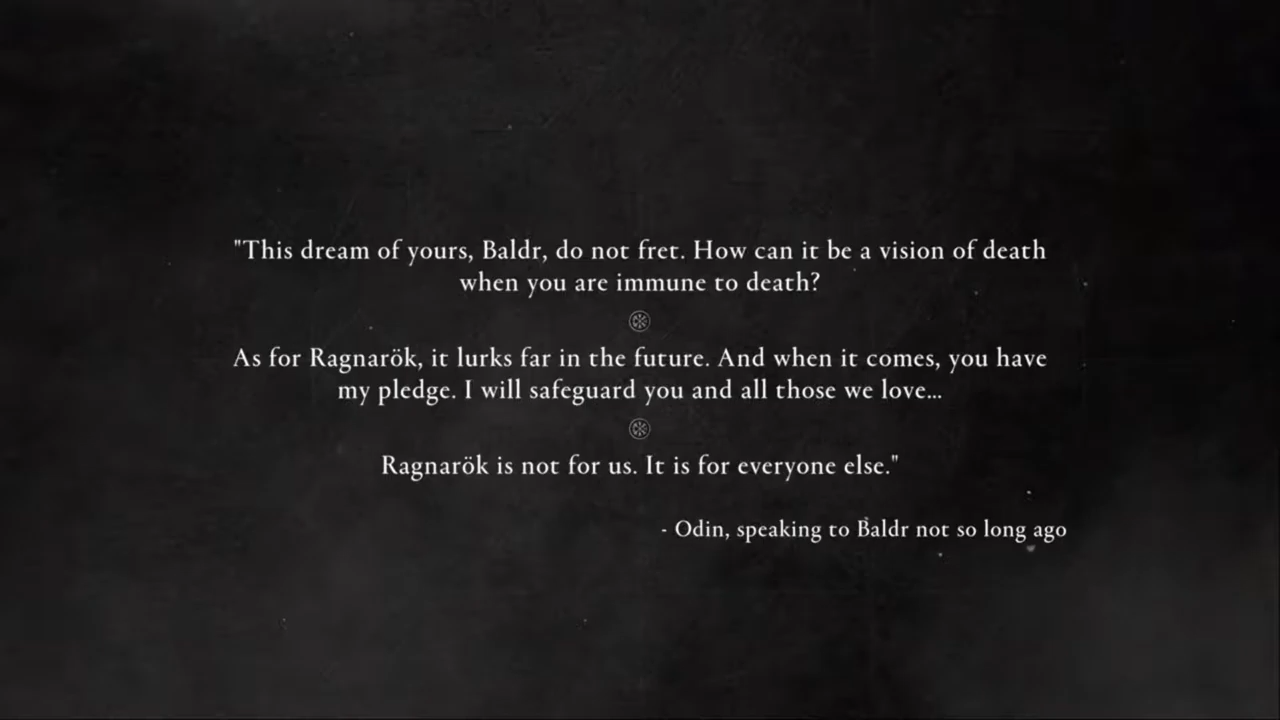 "This dream of yours, Baldr, do not fret. How can it be a vision of death
when you are immune to death?
As for Ragnarök, it lurks far in the future. And when it comes, you have
my pledge. I will safeguard you and all those we love...
Ragnarök is not for us. It is for everyone else."
- Odin, speaking to Baldr not so long ago